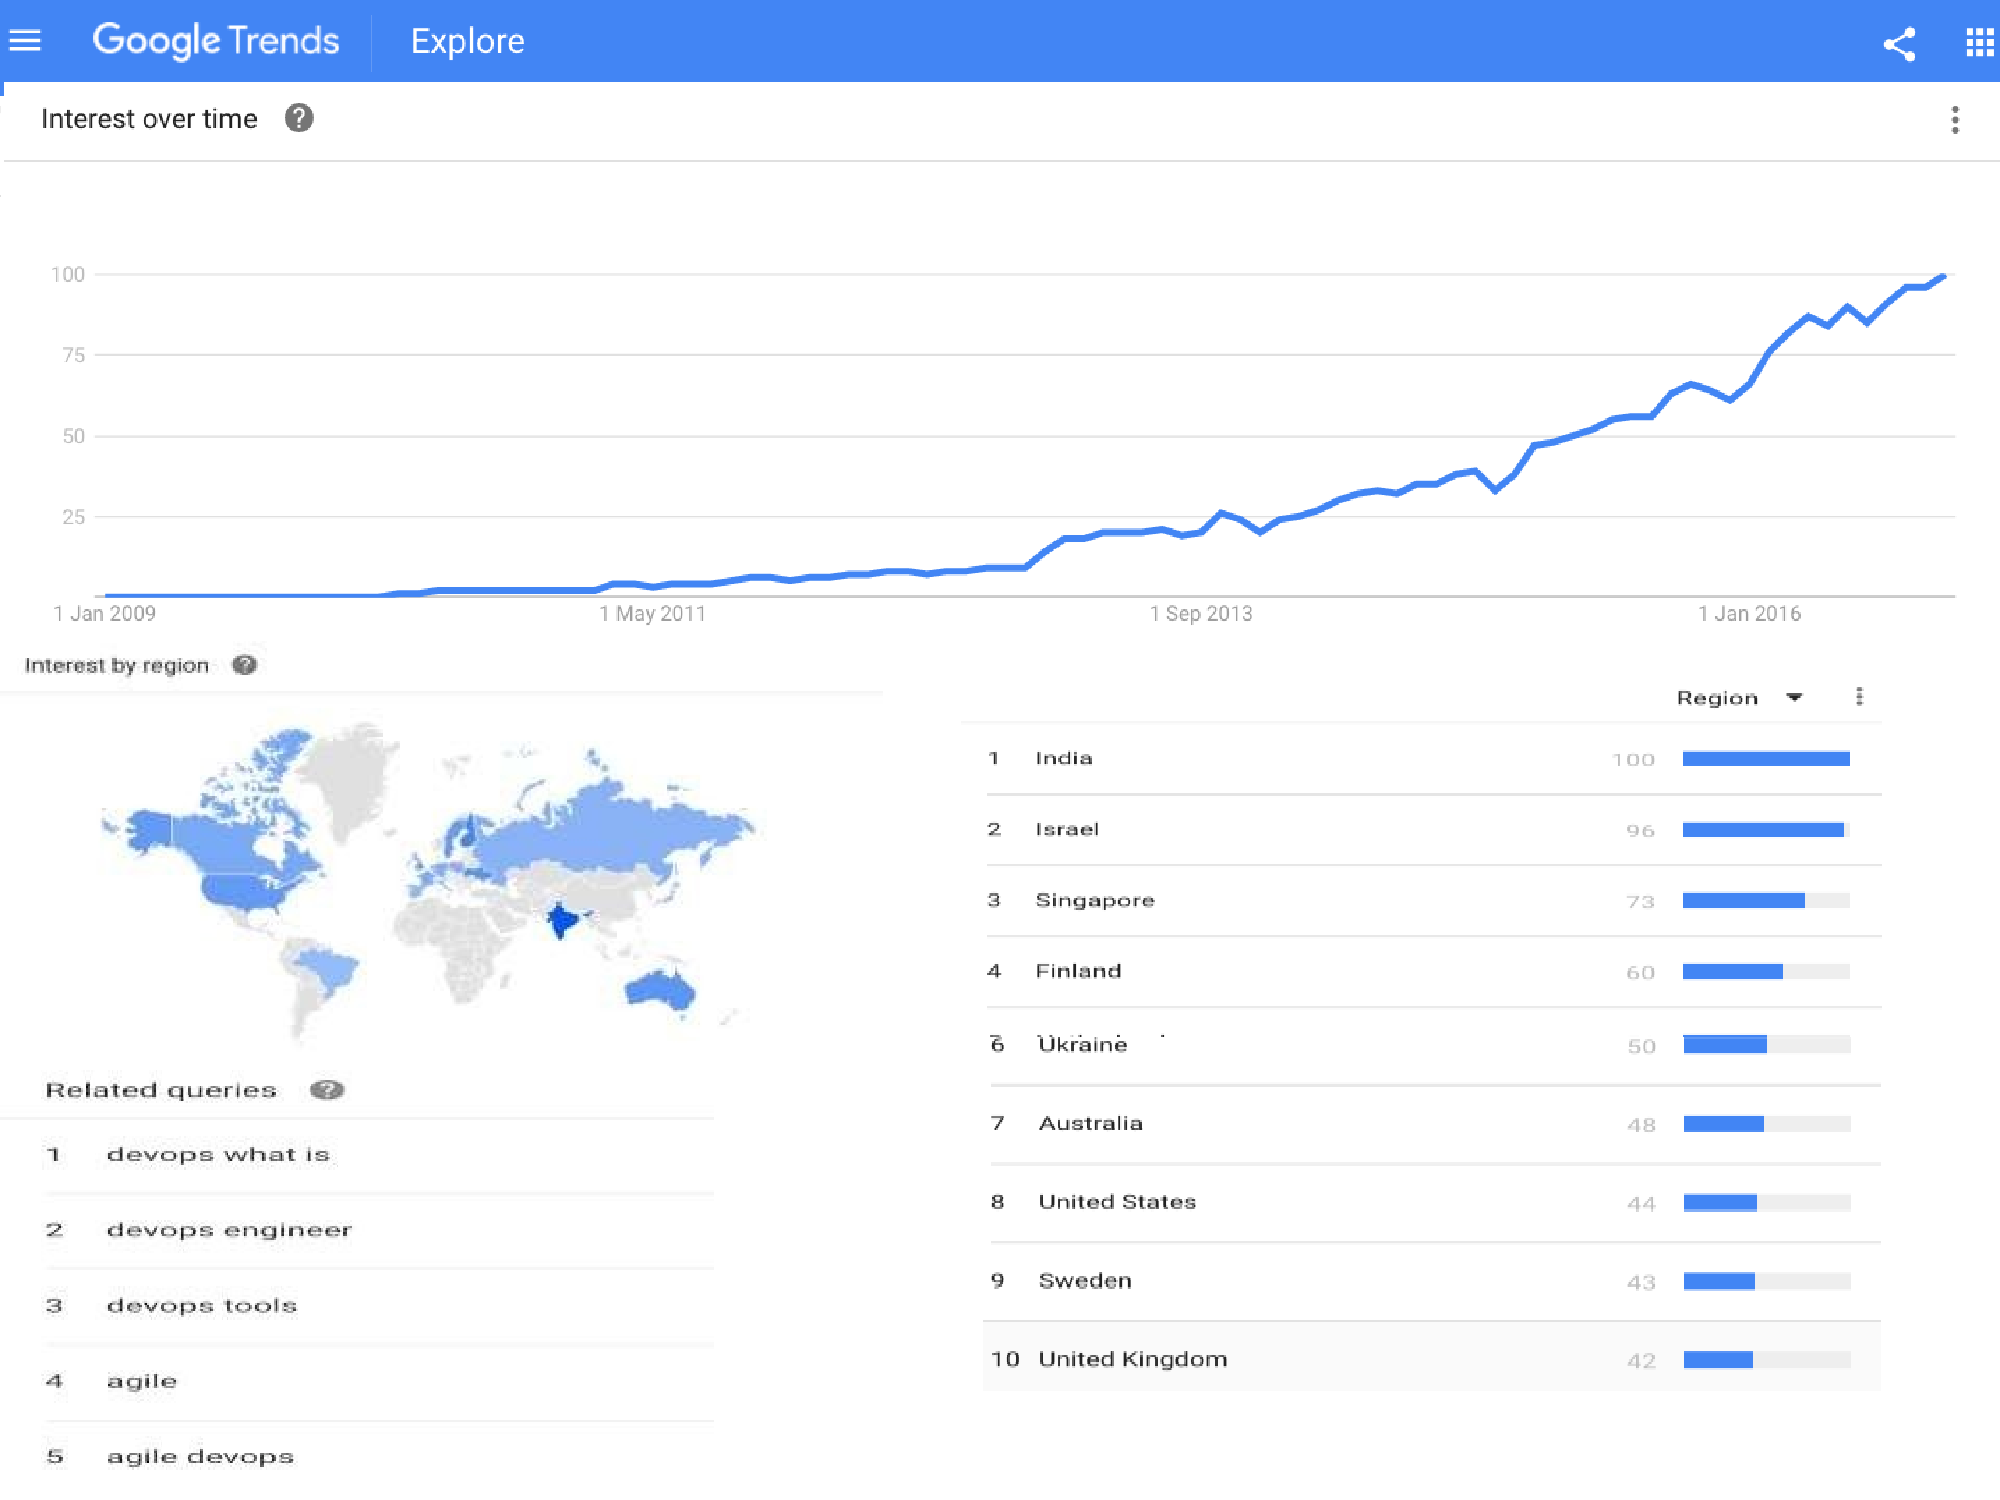 Google Trends Explore
Interest over time ?
100
75
50
25
1 Jan 2009 1 May 2011 1 Sep 2013 1 Jan 2016
Interest by region ?
Region
1 India 100
2 Israel 96
3 Singapore 73
4 Finland 60
6 Ukraine 50
7 Australia 48
8 United States 44
9 Sweden 43
10 United Kingdom 42
Related queries ?
1 devops what is
2 devops engineer
3 devops tools
4 agile
5 agile devops